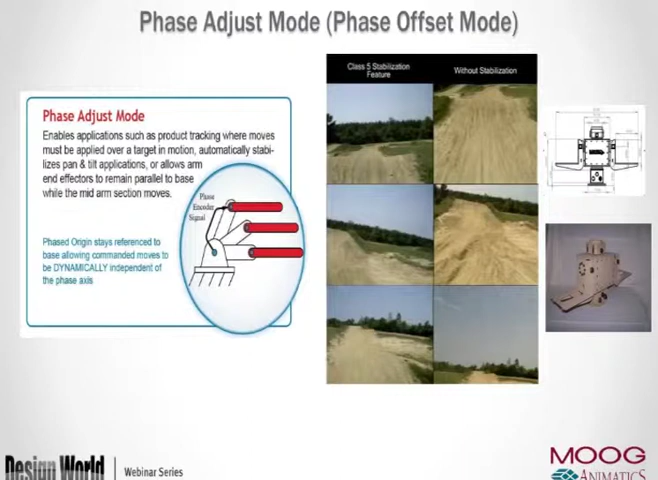 Phase Adjust Mode (Phase Offset Mode)
Phase Adjust Mode
Enables applications such as product tracking where moves
must be applied over a target in motion, automatically stabi-
lizes pan & tilt applications, or allows arm
end effectors to remain parallel to base
while the mid arm section moves.
Phase
Encoder
Signal
Phased Origin stays referenced to
base allowing commanded moves to
be DYNAMICALLY independent of
the phase axis
Class 5 Stabilization
Feature
Without Stabilization
Design World
Webinar Series
MOOG
ANIMATICS